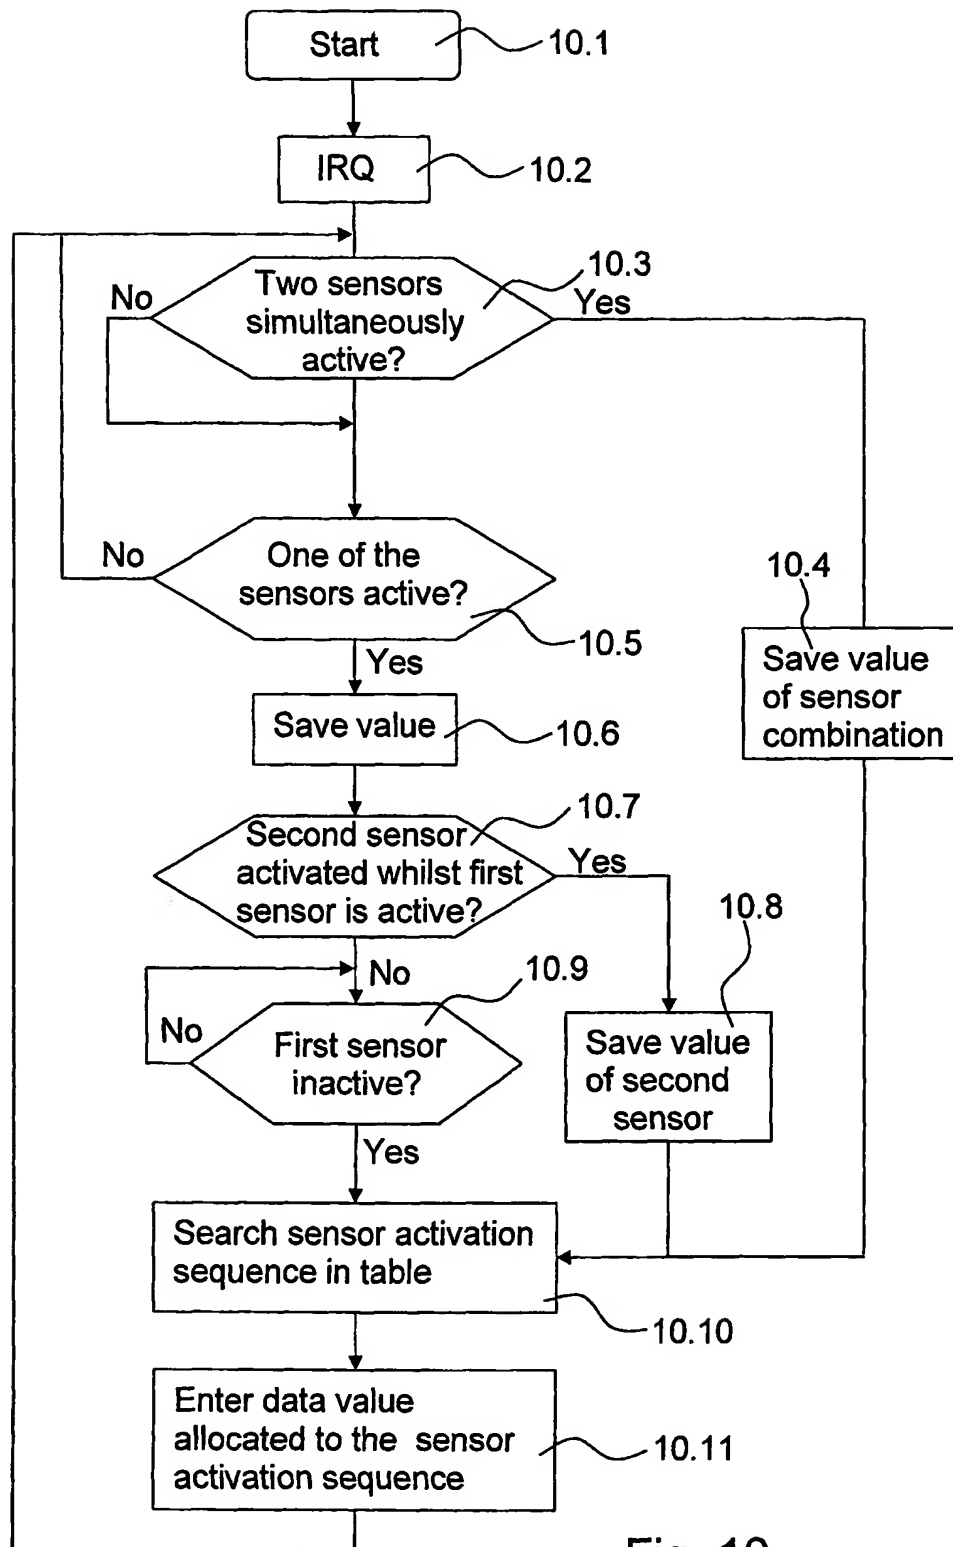 Start
10.1
IRQ
10.2
10.3
Two sensors
simultaneously
active?
No
Yes
One of the
sensors active?
No
10.5
Yes
10.4
Save value
of sensor
combination
Save value
10.6
10.7
Second sensor
activated whilst first
sensor is active?
Yes
No
10.8
Save value
of second
sensor
10.9
No
First sensor
inactive?
Yes
Search sensor activation
sequence in table
10.10
Enter data value
allocated to the sensor
activation sequence
10.11